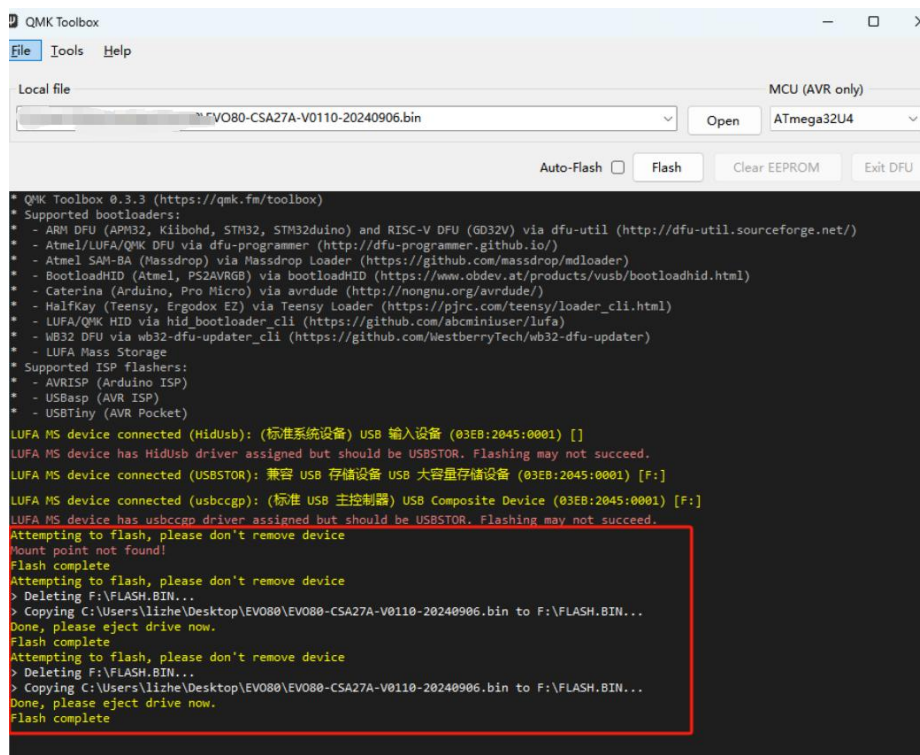 QMK Toolbox
File Tools Help
Local file
MCU (AVR only)
\EVO80-CSA27A-V0110-20240906.bin
Open
ATmega32U4
Auto-Flash
Flash
Clear EEPROM
Exit DFU
* QMK Toolbox 0.3.3 (https://qmk.fm/toolbox)
* Supported bootloaders:
*  - ARM DFU (APM32, Kiibohd, STM32, STM32duino) and RISC-V DFU (GD32V) via dfu-util (http://dfu-util.sourceforge.net/)
*  - Atmel/LUFA/QMK DFU via dfu-programmer (http://dfu-programmer.github.io/)
*  - Atmel SAM-BA (Massdrop) via Massdrop Loader (https://github.com/massdrop/mdloader)
*  - BootloadHID (Atmel, PS2AVRGB) via bootloadHID (https://www.obdev.at/products/vusb/bootloadhid.html)
*  - Caterina (Arduino, Pro Micro) via avrdude (http://nongnu.org/avrdude/)
*  - HalfKay (Teensy, Ergodox EZ) via Teensy Loader (https://pjrc.com/teensy/loader_cli.html)
*  - LUFA/QMK HID via hid_bootloader_cli (https://github.com/abcminiuser/lufa)
*  - WB32 DFU via wb32-dfu-updater_cli (https://github.com/WestberryTech/wb32-dfu-updater)
*  - LUFA Mass Storage
* Supported ISP flashers:
*  - AVRISP (Arduino ISP)
*  - USBasp (AVR ISP)
*  - USBTiny (AVR Pocket)
LUFA MS device connected (HidUsb): (标准系统设备) USB 输入设备 (03EB:2045:0001) []
LUFA MS device has HidUsb driver assigned but should be USBSTOR. Flashing may not succeed.
LUFA MS device connected (USBSTOR): 兼容 USB 存储设备 USB 大容量存储设备 (03EB:2045:0001) [F:]
LUFA MS device connected (usbccgp): (标准 USB 主控制器) USB Composite Device (03EB:2045:0001) [F:]
LUFA MS device has usbccgp driver assigned but should be USBSTOR. Flashing may not succeed.
Attempting to flash, please don't remove device
Mount point not found!
Flash complete
Attempting to flash, please don't remove device
> Deleting F:\FLASH.BIN...
> Copying C:\Users\lizhe\Desktop\EVO80\EVO80-CSA27A-V0110-20240906.bin to F:\FLASH.BIN...
Done, please eject drive now.
Flash complete
Attempting to flash, please don't remove device
> Deleting F:\FLASH.BIN...
> Copying C:\Users\lizhe\Desktop\EVO80\EVO80-CSA27A-V0110-20240906.bin to F:\FLASH.BIN...
Done, please eject drive now.
Flash complete